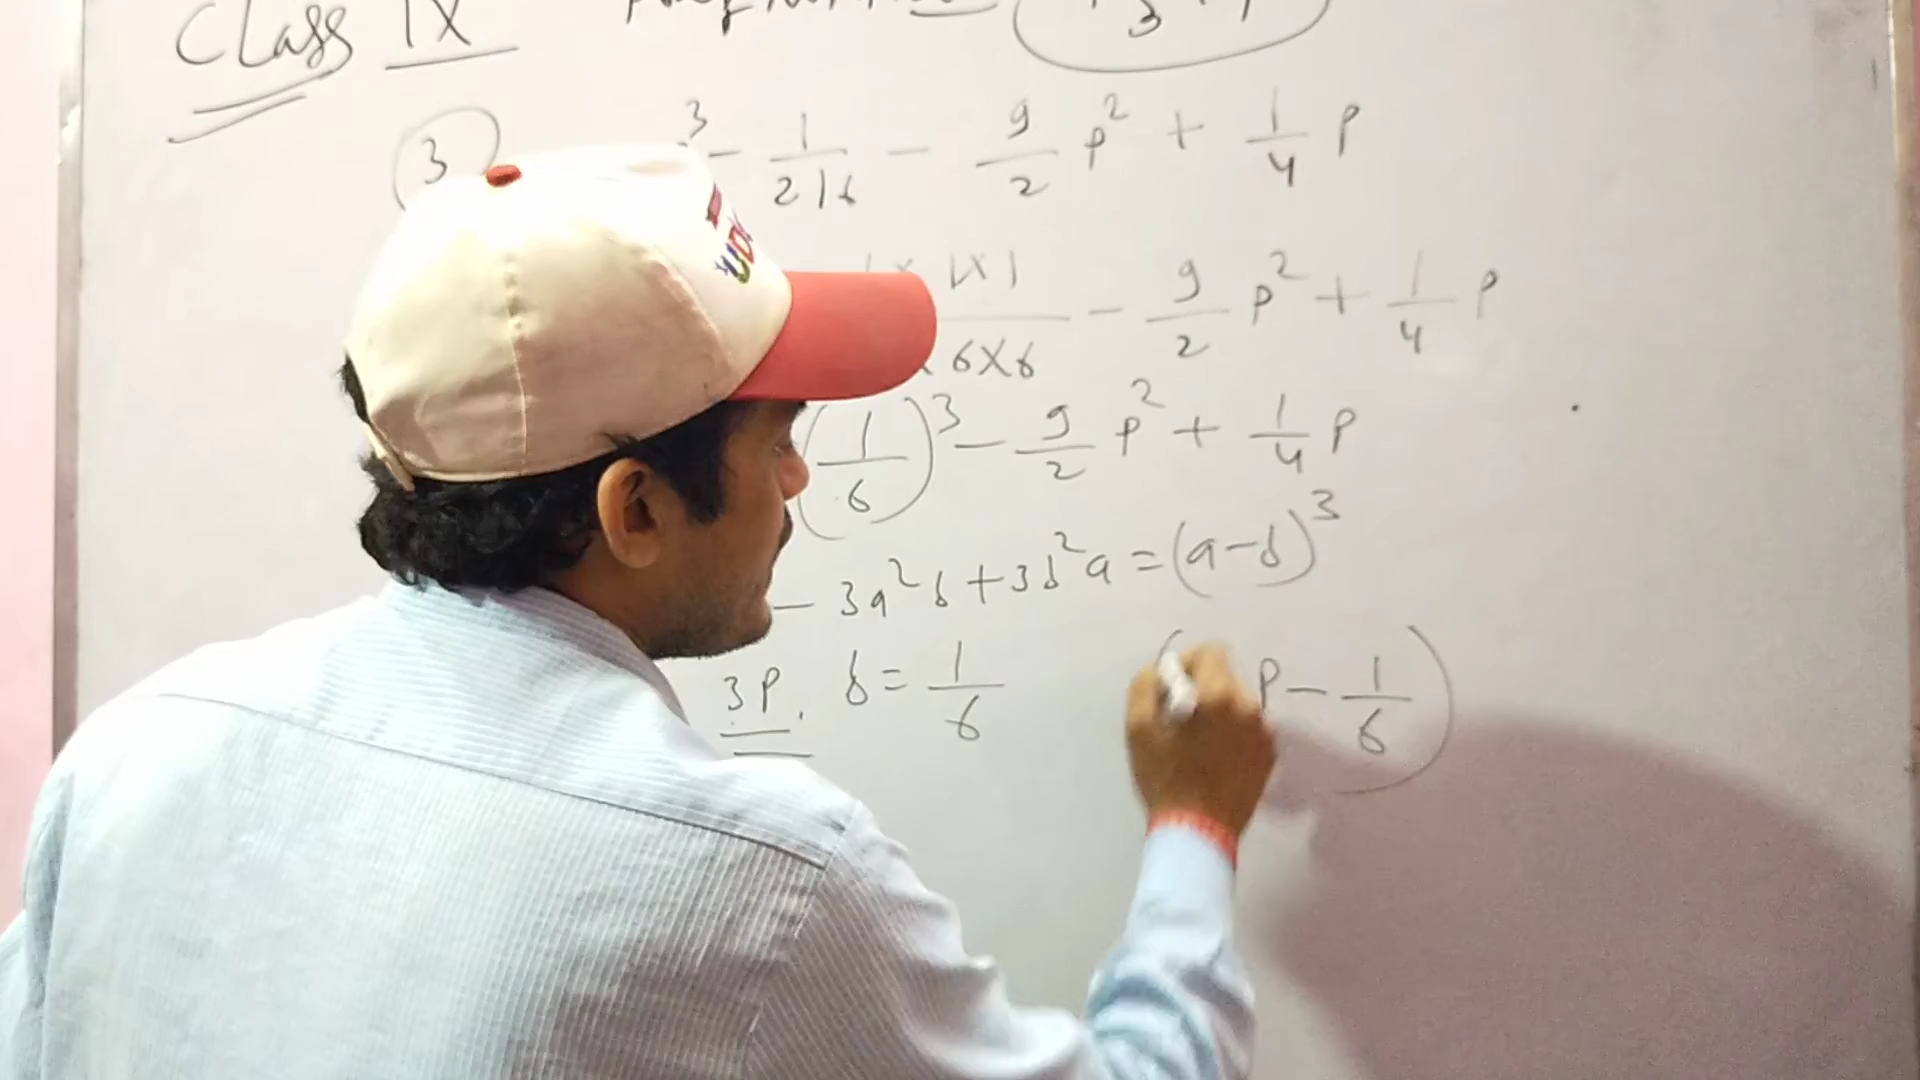 Class IX
3
3 - 1/216 - 9/2 p² + 1/4 p
1×1 / 6×6 - 9/2 p² + 1/4 p
(1/6)³ - 9/2 p² + 1/4 p
- 3a²b + 3b²a = (a-b)³
3p, b = 1/6 ( p - 1/6 )